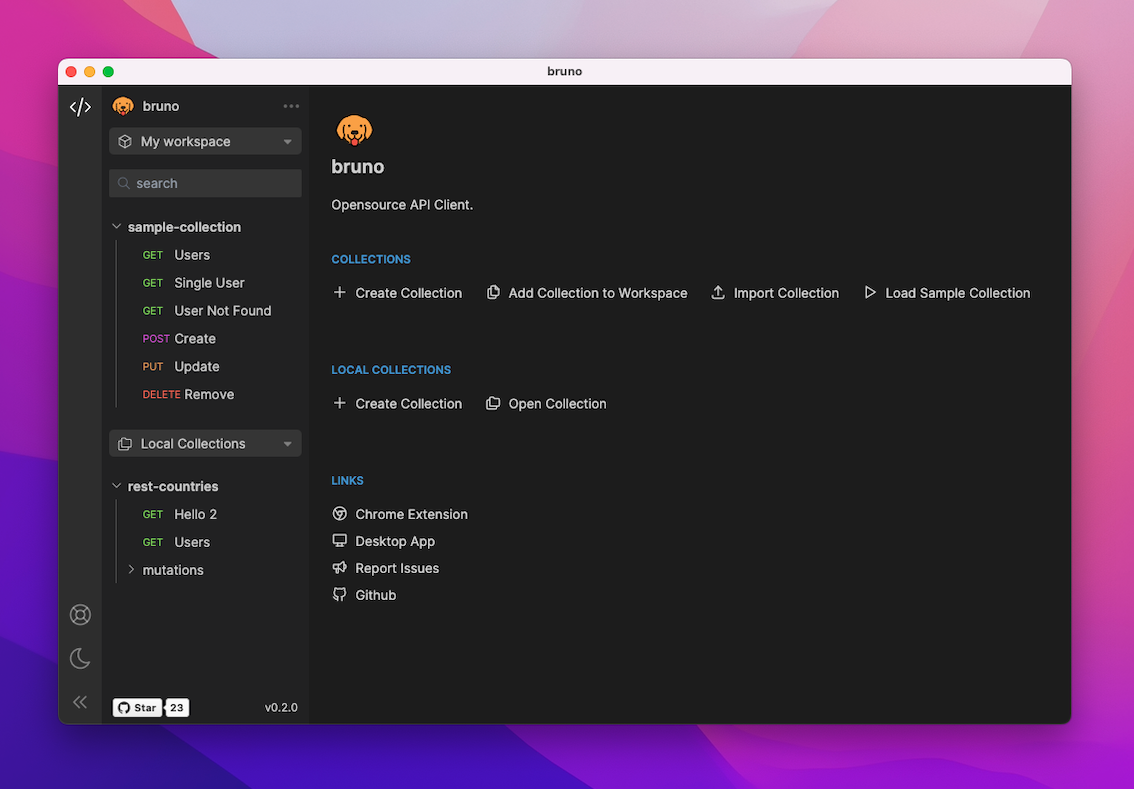 bruno
bruno
My workspace
search
sample-collection
GET Users
GET Single User
GET User Not Found
POST Create
PUT Update
DELETE Remove
Local Collections
rest-countries
GET Hello 2
GET Users
mutations
Star 23
v0.2.0
bruno
Opensource API Client.
COLLECTIONS
Create Collection Add Collection to Workspace Import Collection Load Sample Collection
LOCAL COLLECTIONS
Create Collection Open Collection
LINKS
Chrome Extension
Desktop App
Report Issues
Github